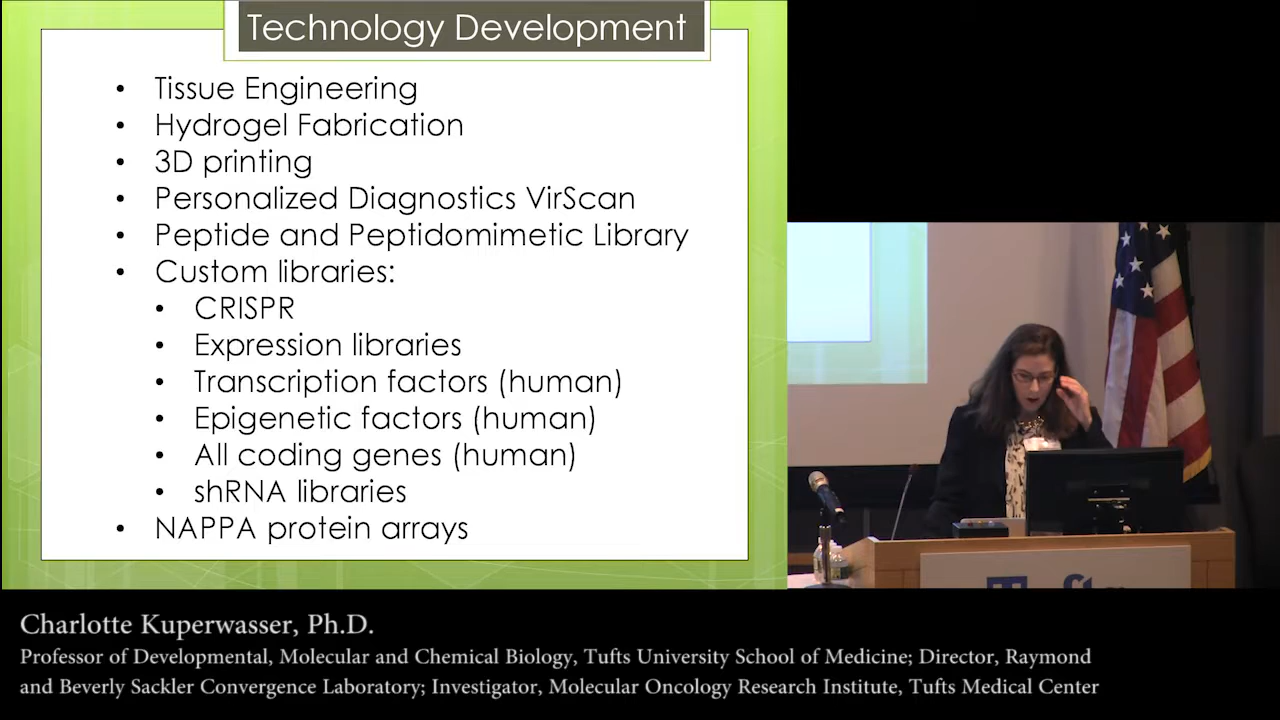 Technology Development
• Tissue Engineering
• Hydrogel Fabrication
• 3D printing
• Personalized Diagnostics VirScan
• Peptide and Peptidomimetic Library
• Custom libraries:
• CRISPR
• Expression libraries
• Transcription factors (human)
• Epigenetic factors (human)
• All coding genes (human)
• shRNA libraries
• NAPPA protein arrays
Charlotte Kuperwasser, Ph.D.
Professor of Developmental, Molecular and Chemical Biology, Tufts University School of Medicine; Director, Raymond
and Beverly Sackler Convergence Laboratory; Investigator, Molecular Oncology Research Institute, Tufts Medical Center